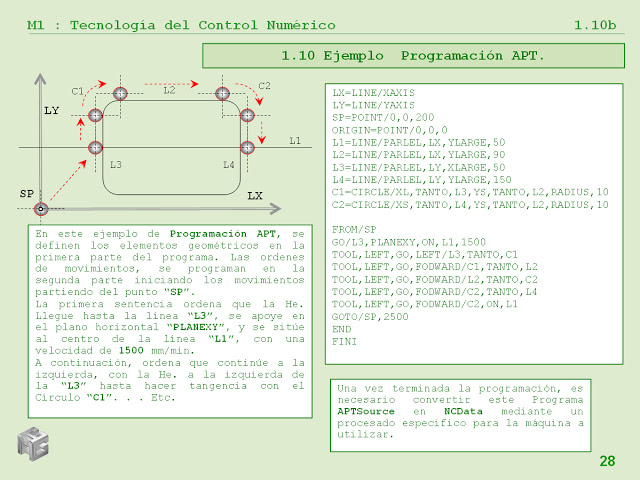 M1 : Tecnología del Control Numérico
1.10b
1.10 Ejemplo Programación APT.
C1
L2
C2
LY
L1
L3
L4
SP
LX
LX=LINE/XAXIS
LY=LINE/YAXIS
SP=POINT/0,0,200
ORIGIN=POINT/0,0,0
L1=LINE/PARLEL,LX,YLARGE,50
L2=LINE/PARLEL,LX,YLARGE,90
L3=LINE/PARLEL,LY,XLARGE,50
L4=LINE/PARLEL,LY,YLARGE,150
C1=CIRCLE/XL,TANTO,L3,YS,TANTO,L2,RADIUS,10
C2=CIRCLE/XS,TANTO,L4,YS,TANTO,L2,RADIUS,10
FROM/SP
GO/L3,PLANEXY,ON,L1,1500
TOOL,LEFT,GO,LEFT/L3,TANTO,C1
TOOL,LEFT,GO,FODWARD/C1,TANTO,L2
TOOL,LEFT,GO,FODWARD/L2,TANTO,C2
TOOL,LEFT,GO,FODWARD/C2,TANTO,L4
TOOL,LEFT,GO,FODWARD/C2,ON,L1
GOTO/SP,2500
END
FINI
En este ejemplo de Programación APT, se
definen los elementos geométricos en la
primera parte del programa. Las ordenes
de movimientos, se programan en la
segunda parte iniciando los movimientos
partiendo del punto “SP”.
La primera sentencia ordena que la He.
Llegue hasta la línea “L3”, se apoye en
el plano horizontal “PLANEXY”, y se sitúe
al centro de la línea “L1”, con una
velocidad de 1500 mm/min.
A continuación, ordena que continúe a la
izquierda, con la He. a la izquierda de
la “L3” hasta hacer tangencia con el
Circulo “C1”. . . Etc.
Una vez terminada la programación, es
necesario convertir este Programa
APTSource en NCData mediante un
procesado especifico para la máquina a
utilizar.
28